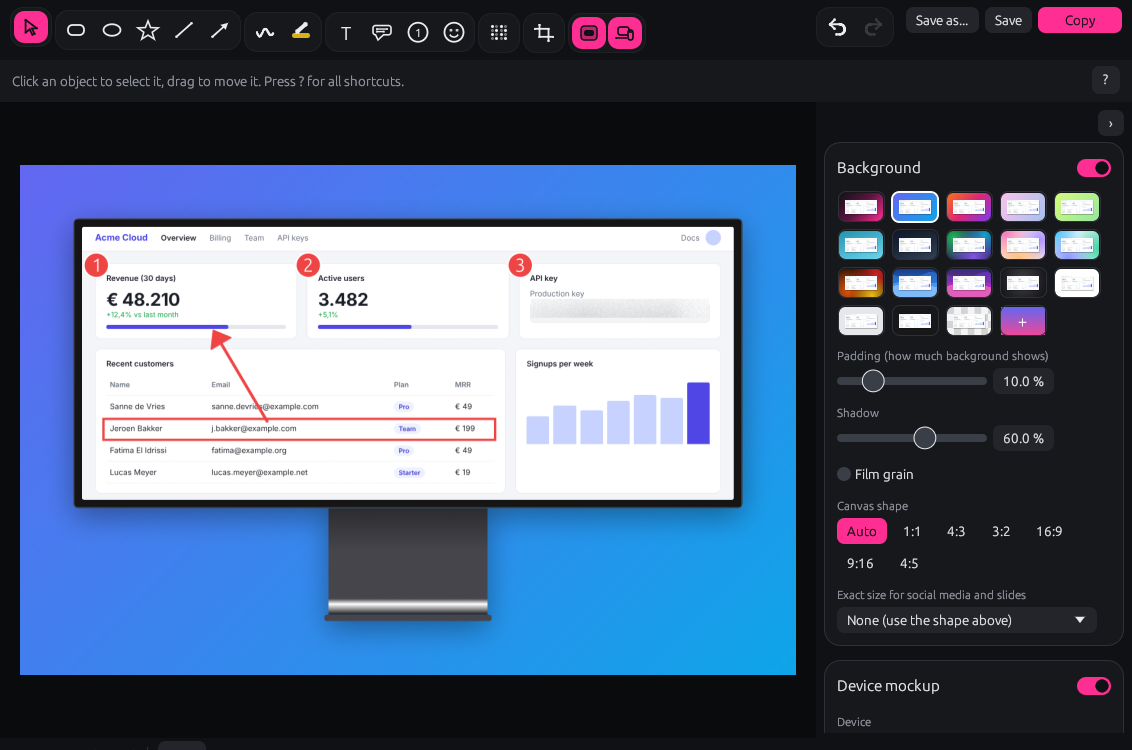 T
1
Save as...
Save
Copy
Click an object to select it, drag to move it. Press ? for all shortcuts.
?
›
Acme Cloud Overview Billing Team API keys Docs
1 2 3
Revenue (30 days)
€ 48.210
+12,4% vs last month
Active users
3.482
+5,1%
API key
Production key
Recent customers
Name Email Plan MRR
Sanne de Vries sanne.devries@example.com Pro € 49
Jeroen Bakker j.bakker@example.com Team € 199
Fatima El Idrissi fatima@example.org Pro € 49
Lucas Meyer lucas.meyer@example.net Starter € 19
Signups per week
Background
+
Padding (how much background shows)
10.0 %
Shadow
60.0 %
Film grain
Canvas shape
Auto 1:1 4:3 3:2 16:9
9:16 4:5
Exact size for social media and slides
None (use the shape above)
Device mockup
Device